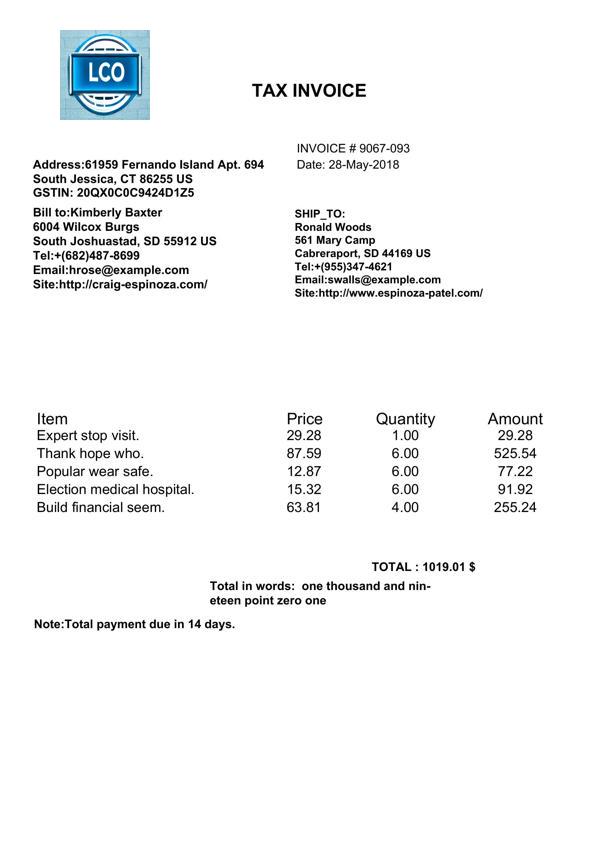 LCO
TAX INVOICE
INVOICE # 9067-093
Date: 28-May-2018
Address:61959 Fernando Island Apt. 694
South Jessica, CT 86255 US
GSTIN: 20QX0C0C9424D1Z5
Bill to:Kimberly Baxter
6004 Wilcox Burgs
South Joshuastad, SD 55912 US
Tel:+(682)487-8699
Email:hrose@example.com
Site:http://craig-espinoza.com/
SHIP_TO:
Ronald Woods
561 Mary Camp
Cabreraport, SD 44169 US
Tel:+(955)347-4621
Email:swalls@example.com
Site:http://www.espinoza-patel.com/
Item Price Quantity Amount
Expert stop visit. 29.28 1.00 29.28
Thank hope who. 87.59 6.00 525.54
Popular wear safe. 12.87 6.00 77.22
Election medical hospital. 15.32 6.00 91.92
Build financial seem. 63.81 4.00 255.24
TOTAL : 1019.01 $
Total in words: one thousand and nin-
eteen point zero one
Note:Total payment due in 14 days.